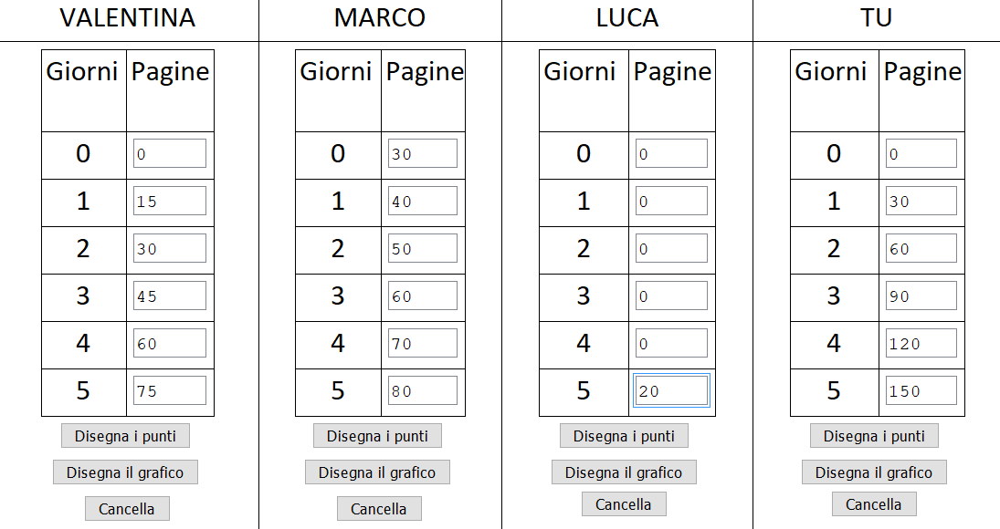 VALENTINA MARCO LUCA TU
Giorni Pagine Giorni Pagine Giorni Pagine Giorni Pagine
0 0 0 30 0 0 0 0
1 15 1 40 1 0 1 30
2 30 2 50 2 0 2 60
3 45 3 60 3 0 3 90
4 60 4 70 4 0 4 120
5 75 5 80 5 20 5 150
Disegna i punti Disegna i punti Disegna i punti Disegna i punti
Disegna il grafico Disegna il grafico Disegna il grafico Disegna il grafico
Cancella Cancella Cancella Cancella